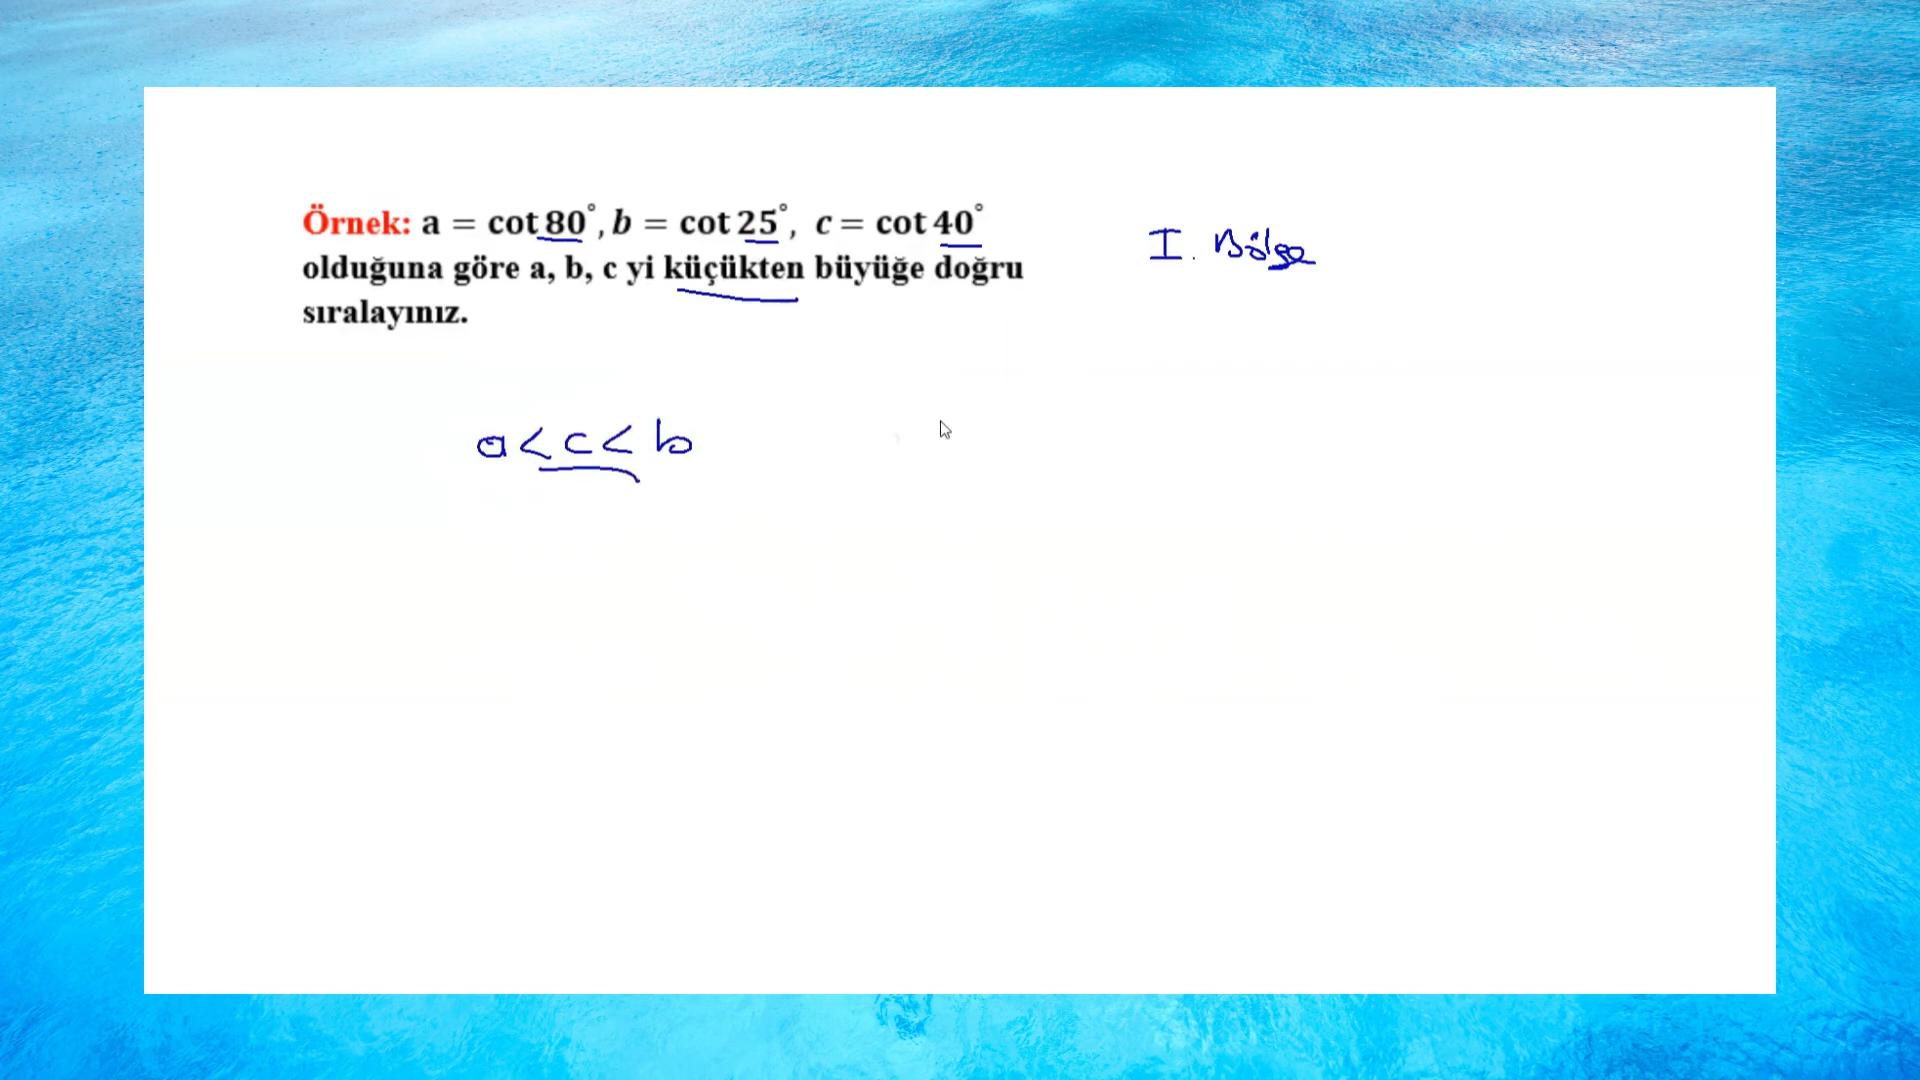 Örnek: a = cot 80°, b = cot 25°, c = cot 40°
olduğuna göre a, b, c yi küçükten büyüğe doğru
sıralayınız.
I. Bölge
a < c < b